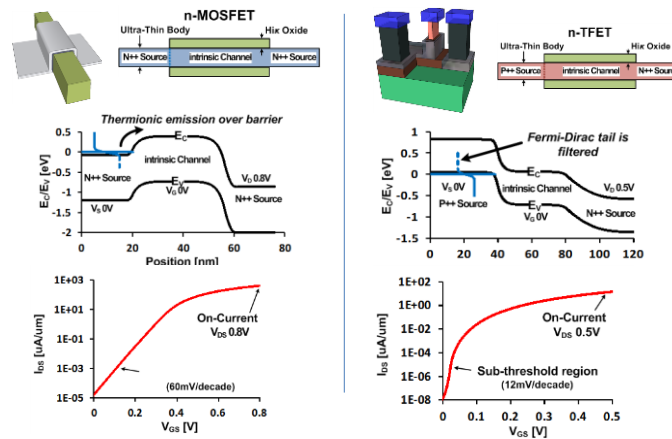 n-MOSFET
Ultra-Thin Body
Hiκ Oxide
N++ Source
intrinsic Channel
N++ Source
Thermionic emission over barrier
0.5
0
-0.5
-1
-1.5
-2
E_C/E_V [eV]
E_C
intrinsic Channel
N++ Source
V_D 0.8V
E_V
V_G 0V
V_S 0V
N++ Source
0 20 40 60 80
Position [nm]
1E+03
1E+01
1E-01
1E-03
1E-05
I_DS [uA/um]
On-Current
V_DS 0.8V
(60mV/decade)
0 0.2 0.4 0.6 0.8
V_GS [V]
n-TFET
Ultra-Thin Body
Hiκ Oxide
P++ Source
intrinsic Channel
N++ Source
1
0.5
0
-0.5
-1
-1.5
E_C/E_V [eV]
Fermi-Dirac tail is
filtered
E_C
V_S 0V
intrinsic Channel
V_D 0.5V
P++ Source
E_V
V_G 0V
N++ Source
0 20 40 60 80 100 120
1E+02
1E+00
1E-02
1E-04
1E-06
1E-08
I_DS [uA/um]
On-Current
V_DS 0.5V
Sub-threshold region
(12mV/decade)
0 0.1 0.2 0.3 0.4 0.5
V_GS [V]